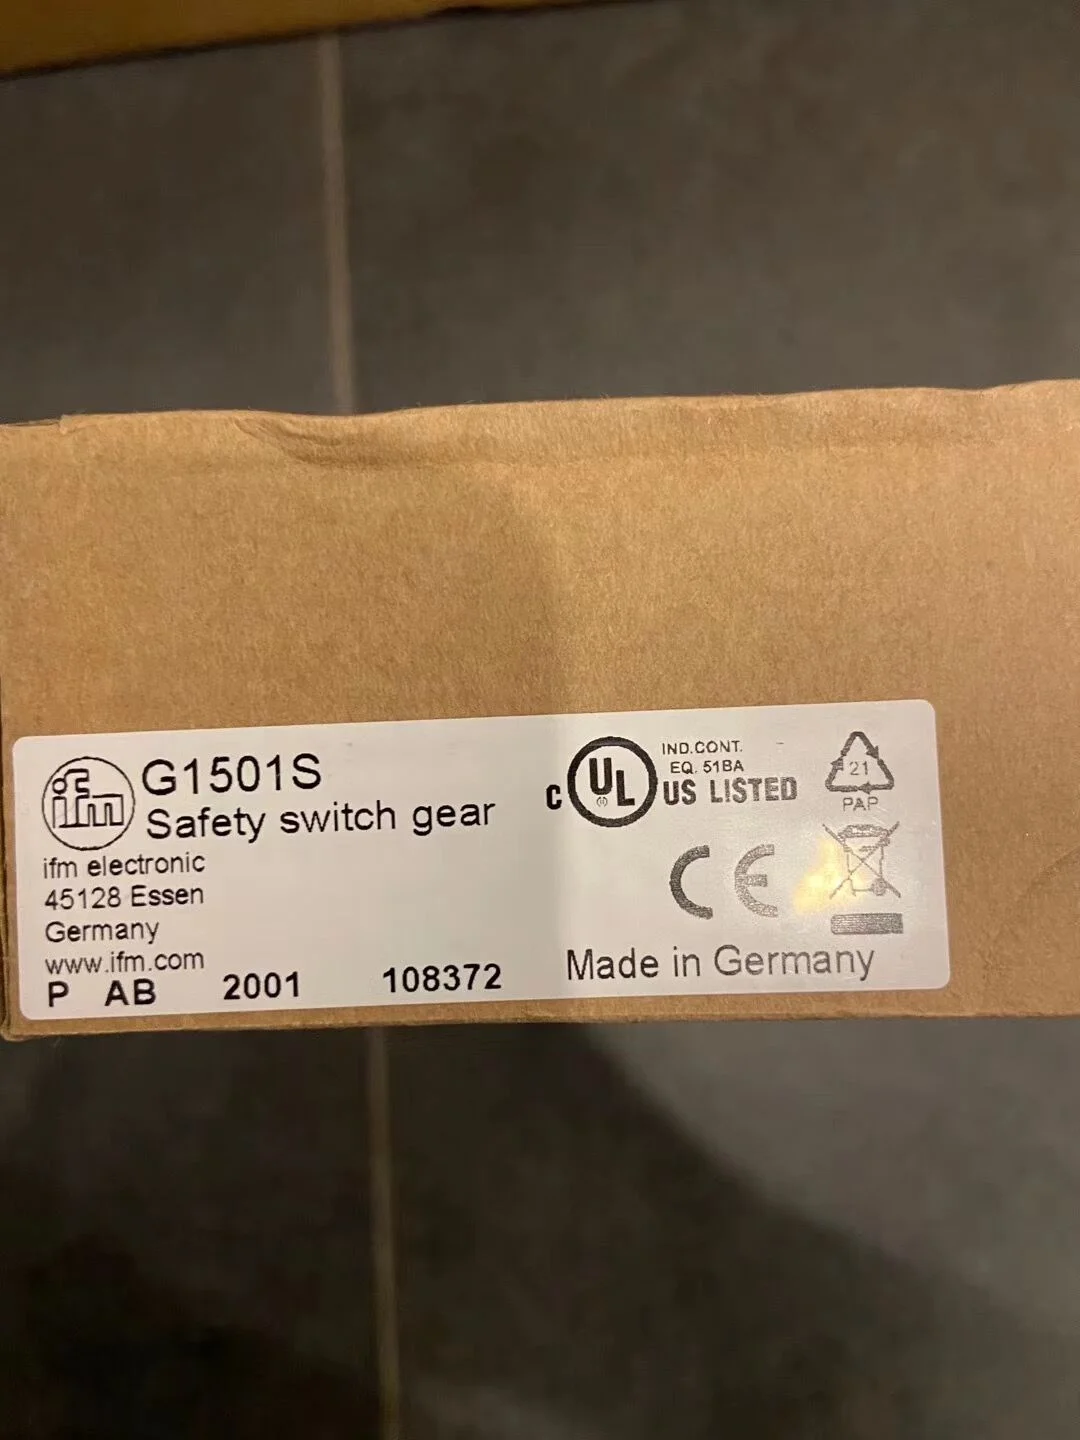 ifm
G1501S
Safety switch gear
ifm electronic
45128 Essen
Germany
www.ifm.com
P AB 2001 108372
IND.CONT.
EQ. 51BA
C UL US LISTED
21
PAP
CE
Made in Germany